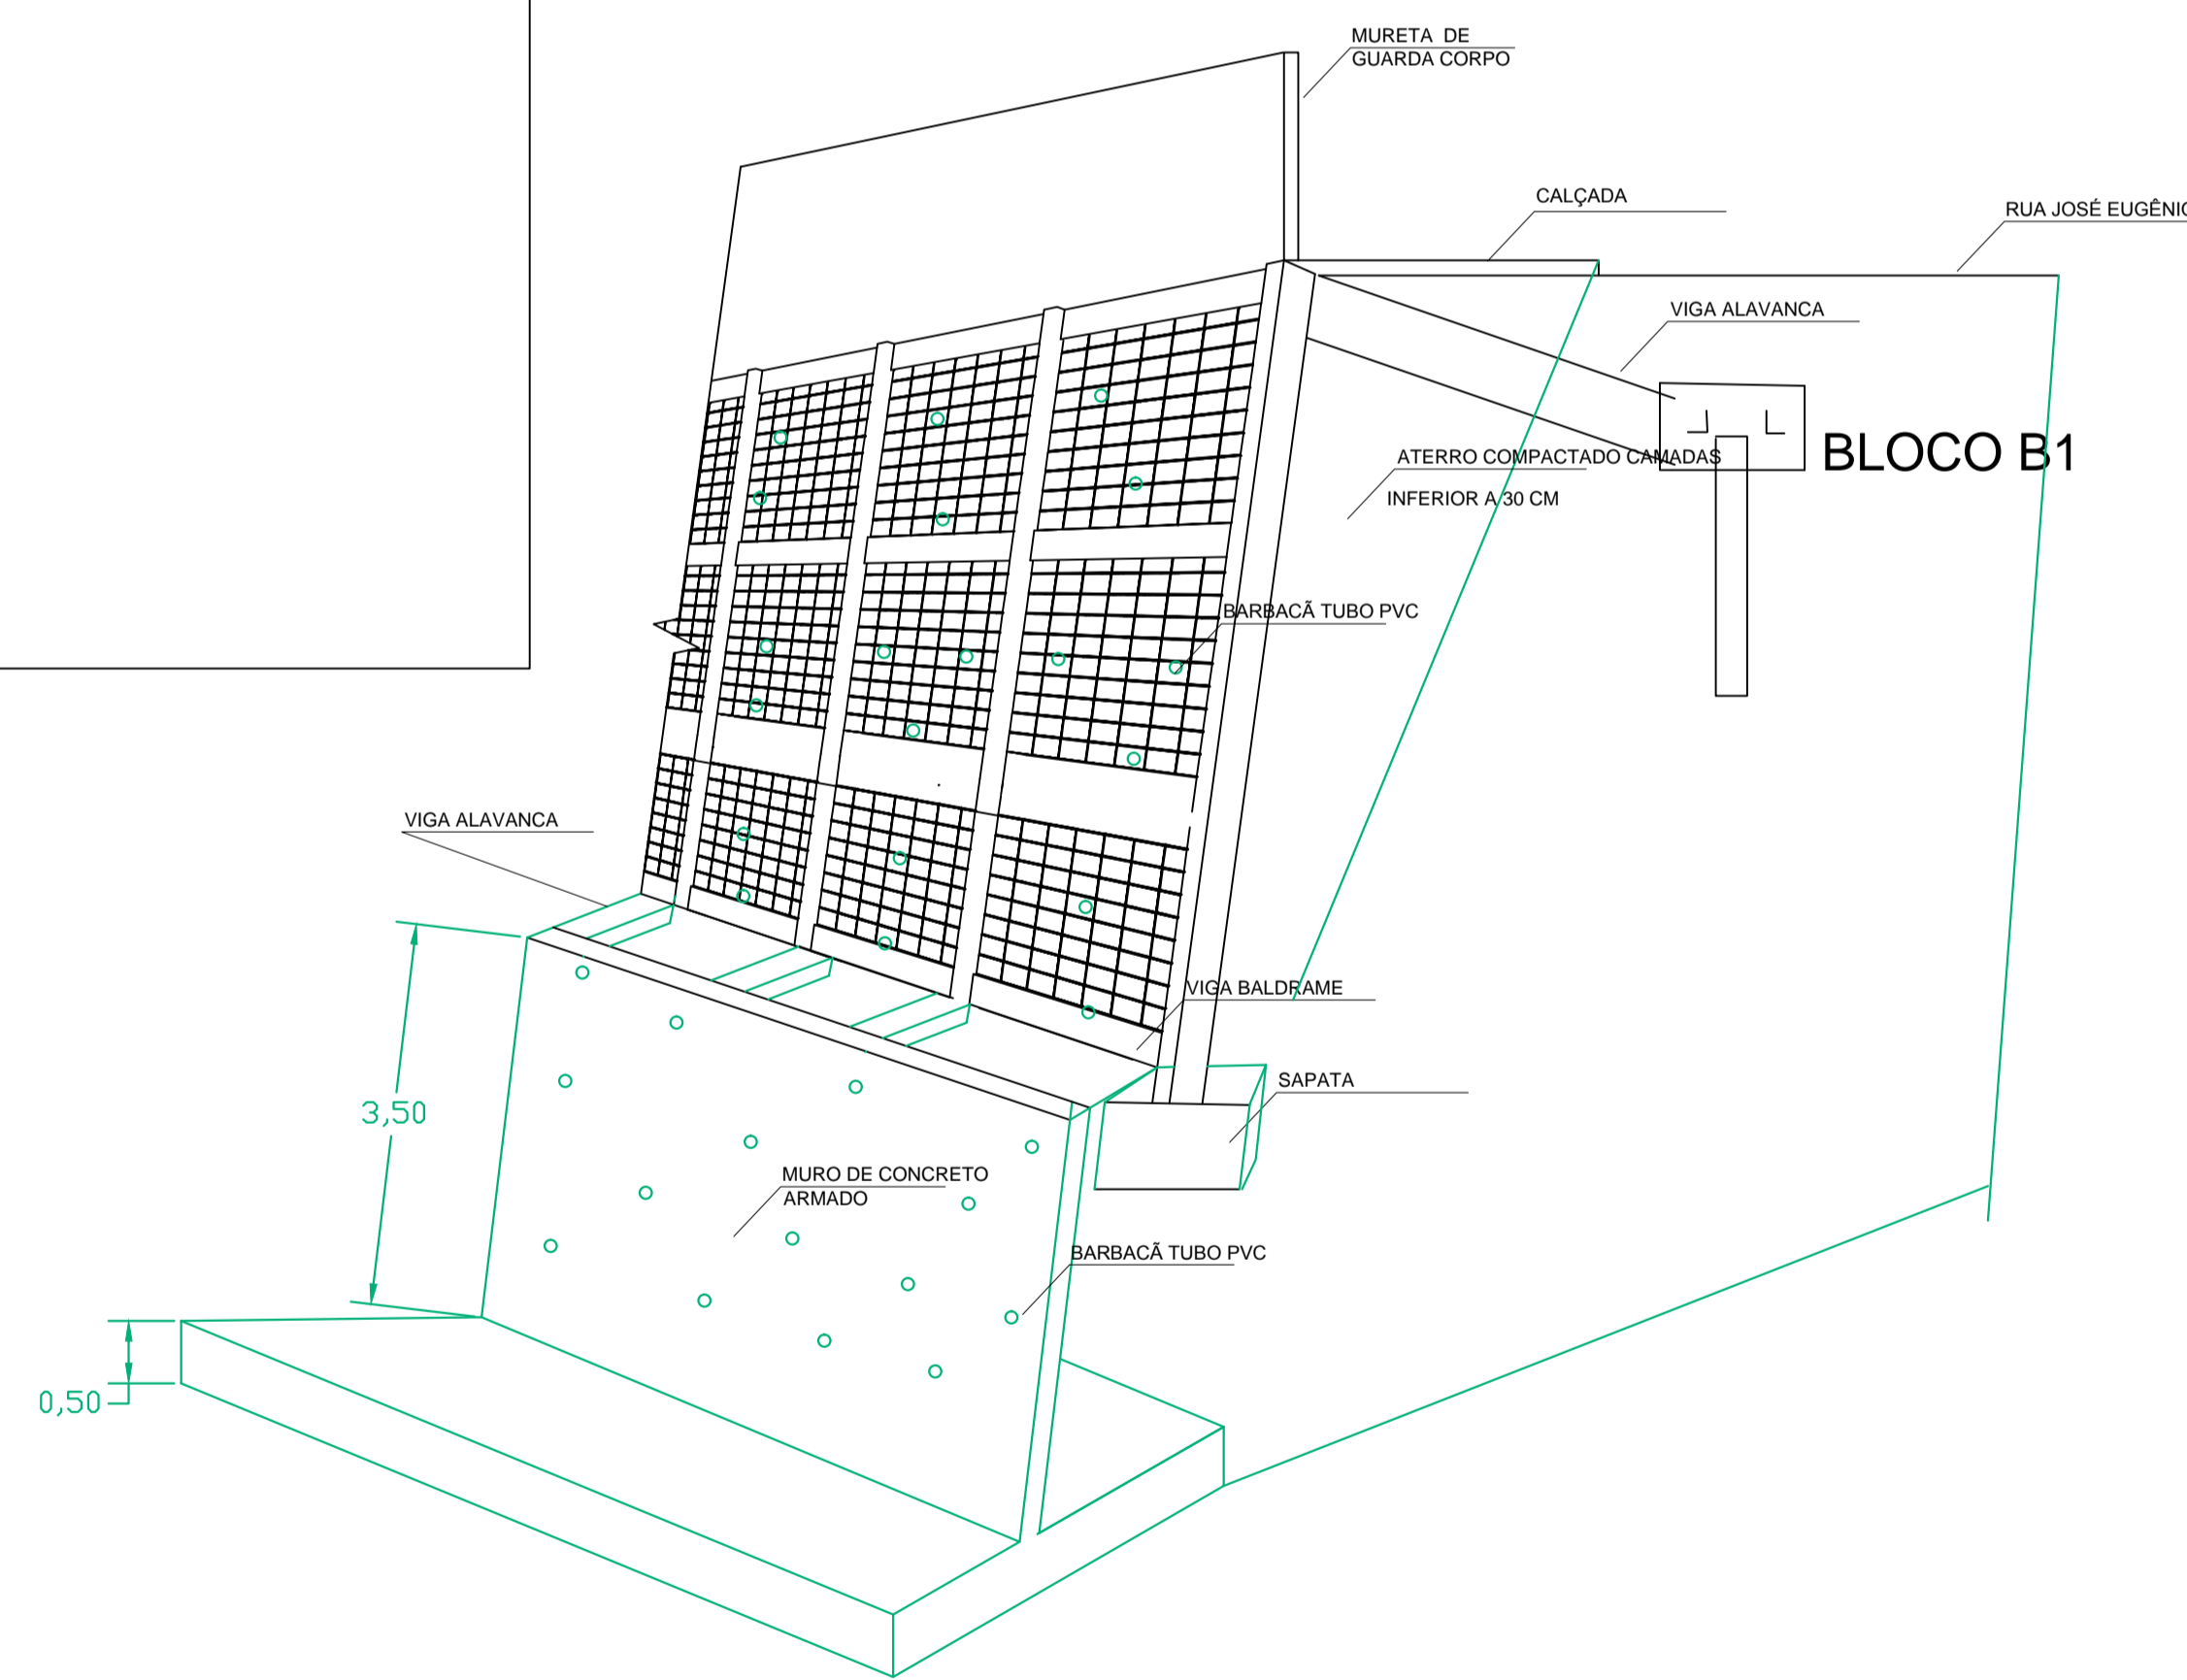 MURETA DE
GUARDA CORPO
CALÇADA
RUA JOSÉ EUGÊNIO
VIGA ALAVANCA
BLOCO B1
ATERRO COMPACTADO CAMADAS
INFERIOR A 30 CM
BARBACÃ TUBO PVC
VIGA ALAVANCA
VIGA BALDRAME
SAPATA
3,50
MURO DE CONCRETO
ARMADO
BARBACÃ TUBO PVC
0,50